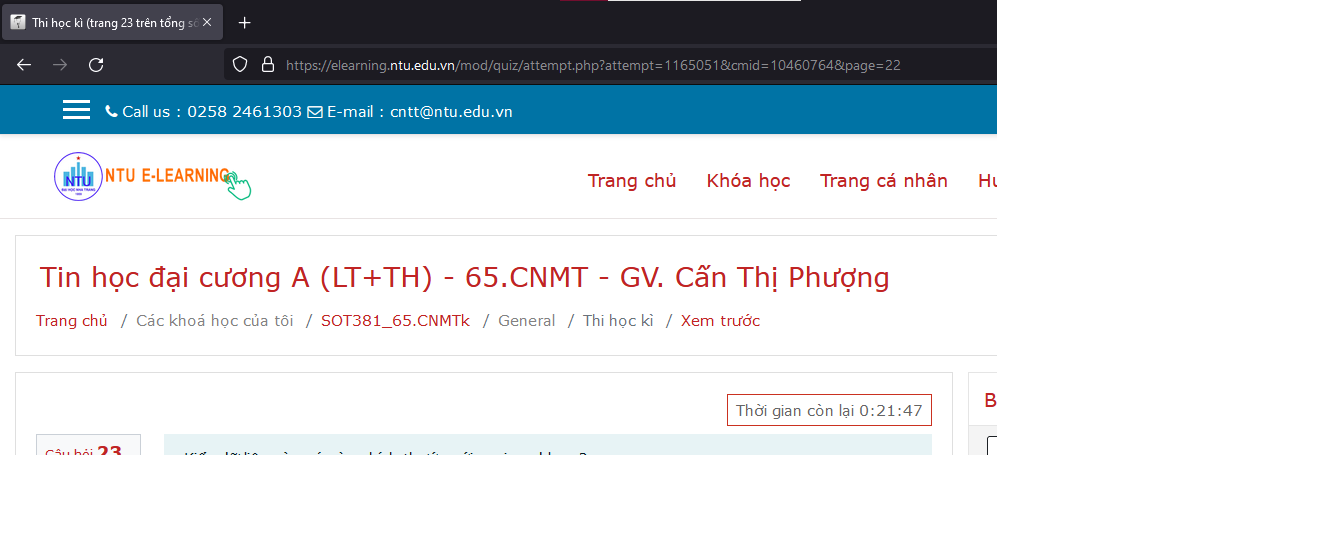 Thi học kì (trang 23 trên tổng số
https://elearning.ntu.edu.vn/mod/quiz/attempt.php?attempt=1165051&cmid=10460764&page=22
Call us : 0258 2461303 E-mail : cntt@ntu.edu.vn
NTU
NTU E-LEARNING
Trang chủ Khóa học Trang cá nhân
Tin học đại cương A (LT+TH) - 65.CNMT - GV. Cấn Thị Phượng
Trang chủ / Các khoá học của tôi / SOT381_65.CNMTk / General / Thi học kì / Xem trước
Thời gian còn lại 0:21:47
B
Câu hỏi 23